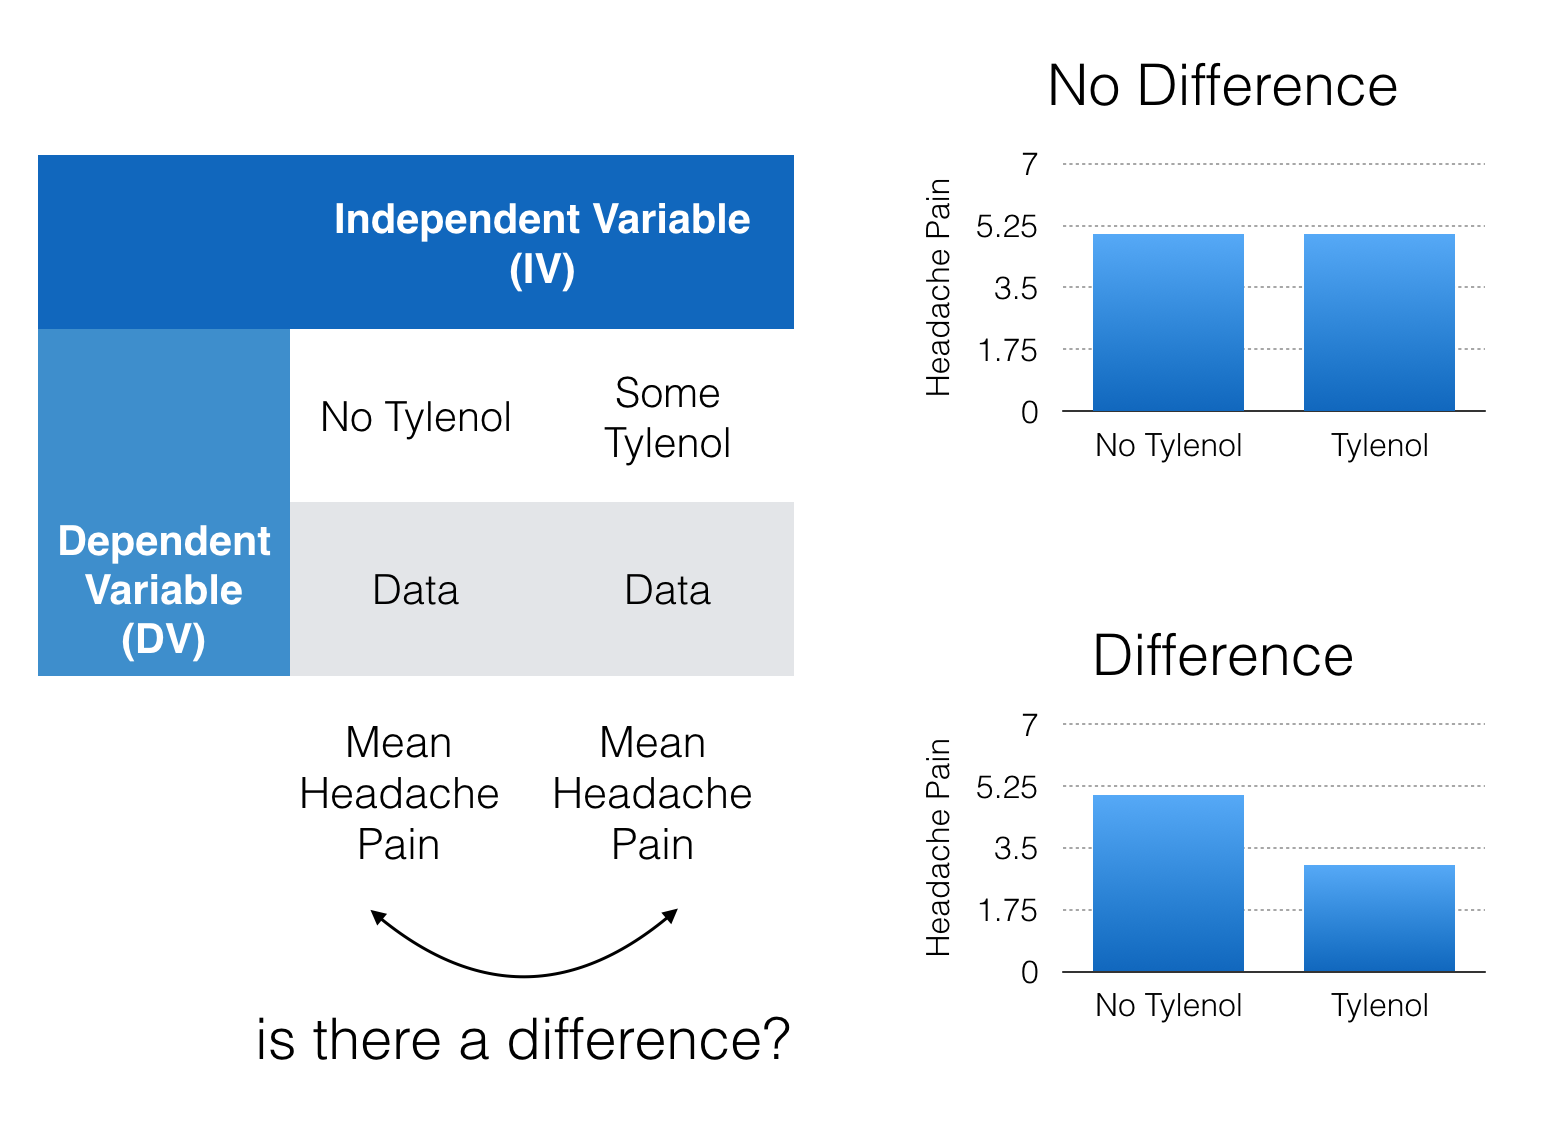 Independent Variable
(IV)
No Tylenol
Some
Tylenol
Dependent
Variable
(DV)
Data
Data
Mean
Headache
Pain
Mean
Headache
Pain
is there a difference?
No Difference
Headache Pain
7
5.25
3.5
1.75
0
No Tylenol
Tylenol
Difference
Headache Pain
7
5.25
3.5
1.75
0
No Tylenol
Tylenol